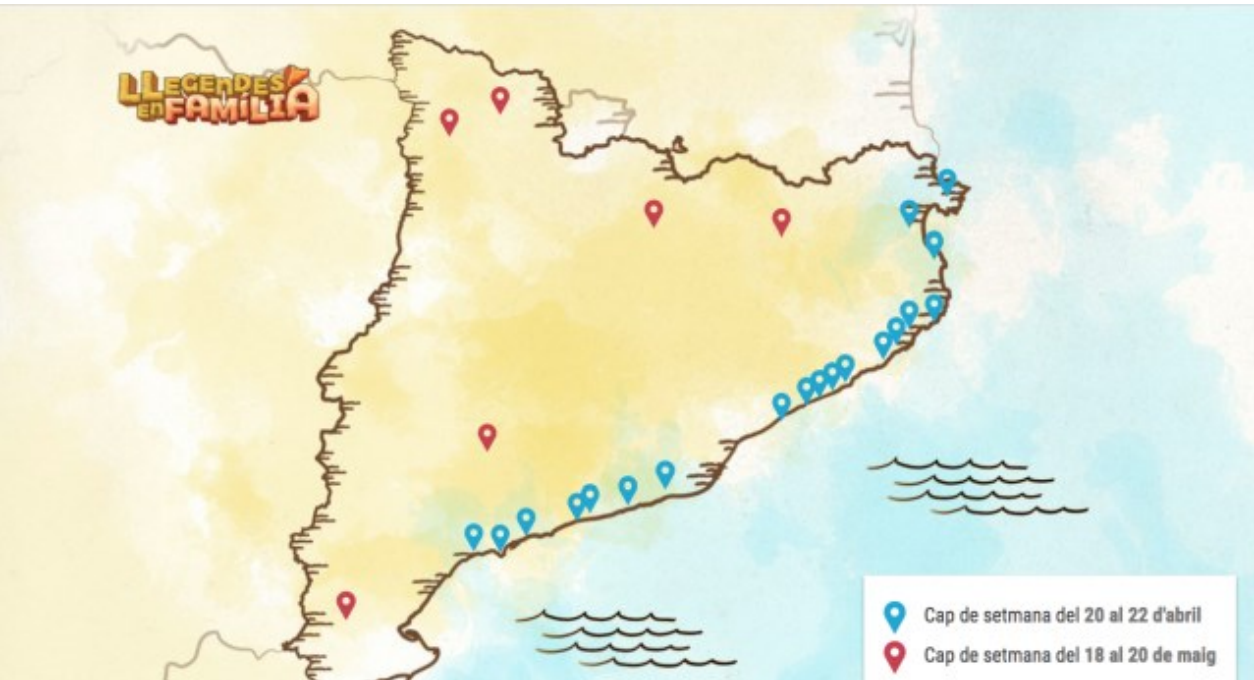 LLEGENDES
EN FAMÍLIA
Cap de setmana del 20 al 22 d'abril
Cap de setmana del 18 al 20 de maig